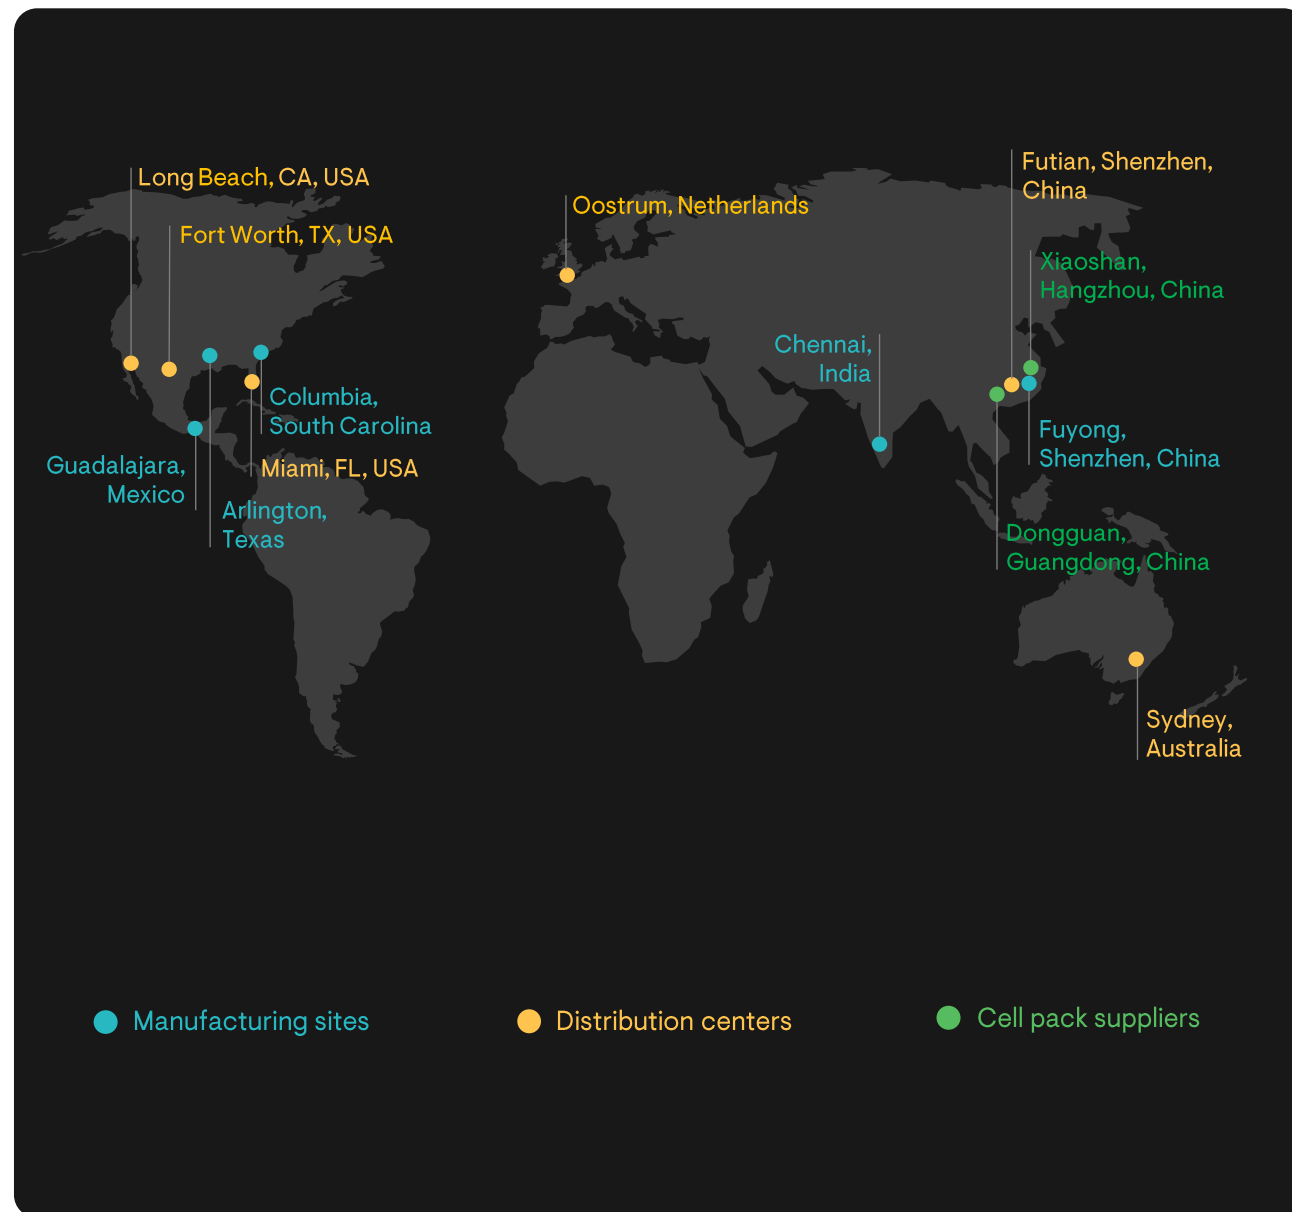 Long Beach, CA, USA
Fort Worth, TX, USA
Oostrum, Netherlands
Futian, Shenzhen,
China
Xiaoshan,
Hangzhou, China
Chennai,
India
Columbia,
South Carolina
Fuyong,
Shenzhen, China
Guadalajara,
Mexico
Miami, FL, USA
Arlington,
Texas
Dongguan,
Guangdong, China
Sydney,
Australia
Manufacturing sites
Distribution centers
Cell pack suppliers